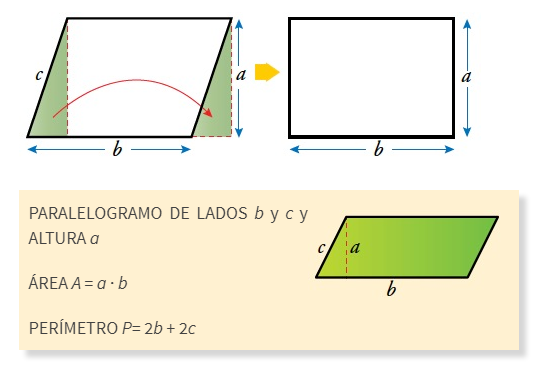 c
a
a
b
b
PARALELOGRAMO DE LADOS b y c y
ALTURA a
ÁREA A = a · b
PERÍMETRO P= 2b + 2c
c
a
b